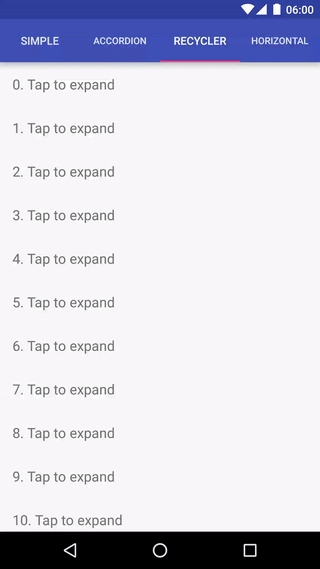 06:00
SIMPLE ACCORDION RECYCLER HORIZONTAL
0. Tap to expand
1. Tap to expand
2. Tap to expand
3. Tap to expand
4. Tap to expand
5. Tap to expand
6. Tap to expand
7. Tap to expand
8. Tap to expand
9. Tap to expand
10. Tap to expand